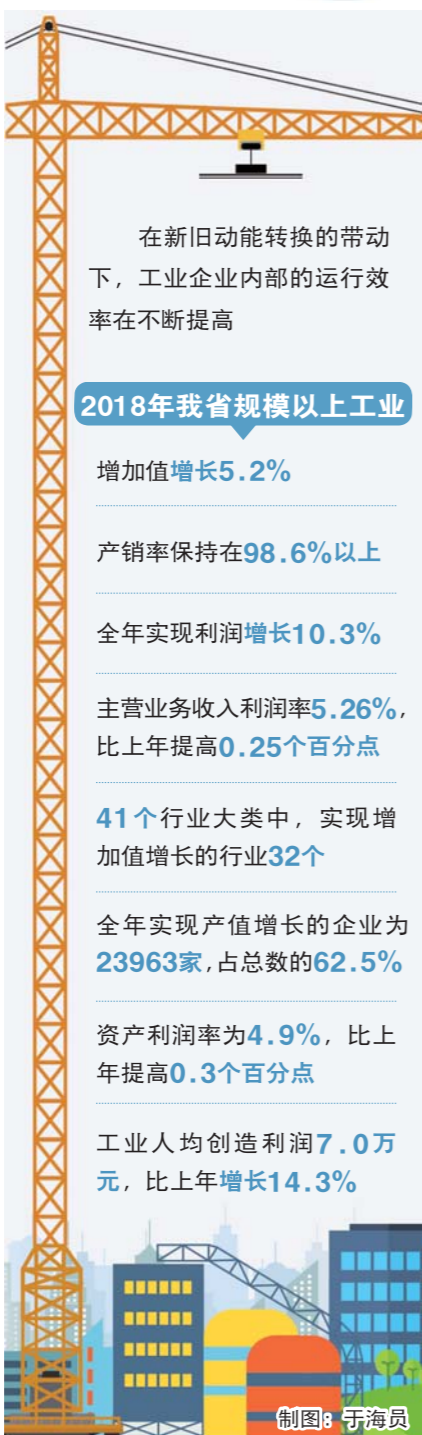 在新旧动能转换的带动
下，工业企业内部的运行效
率在不断提高
2018年我省规模以上工业
增加值增长5.2%
产销率保持在98.6%以上
全年实现利润增长10.3%
主营业务收入利润率5.26%，
比上年提高0.25个百分点
41个行业大类中，实现增
加值增长的行业32个
全年实现产值增长的企业为
23963家，占总数的62.5%
资产利润率为4.9%，比上
年提高0.3个百分点
工业人均创造利润7.0万
元，比上年增长14.3%
制图：于海员